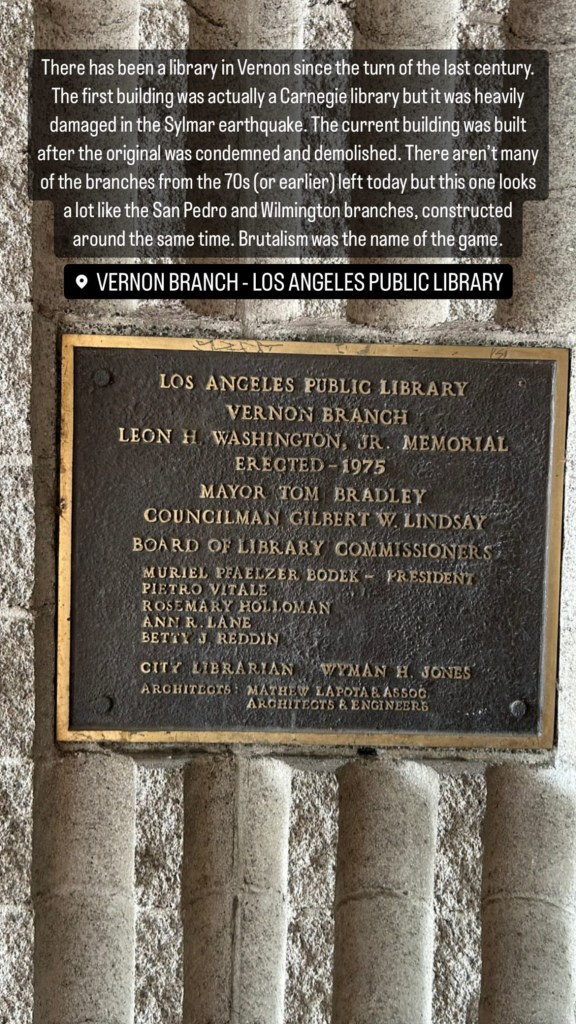 There has been a library in Vernon since the turn of the last century.
The first building was actually a Carnegie library but it was heavily
damaged in the Sylmar earthquake. The current building was built
after the original was condemned and demolished. There aren't many
of the branches from the 70s (or earlier) left today but this one looks
a lot like the San Pedro and Wilmington branches, constructed
around the same time. Brutalism was the name of the game.
VERNON BRANCH - LOS ANGELES PUBLIC LIBRARY
LOS ANGELES PUBLIC LIBRARY
VERNON BRANCH
LEON H. WASHINGTON, JR. MEMORIAL
ERECTED - 1975
MAYOR TOM BRADLEY
COUNCILMAN GILBERT W. LINDSAY
BOARD OF LIBRARY COMMISSIONERS
MURIEL PFAELZER BODEK - PRESIDENT
PIETRO VITALE
ROSEMARY HOLLOMAN
ANN R. LANE
BETTY J. REDDIN
CITY LIBRARIAN WYMAN H. JONES
ARCHITECTS: MATHEW LAPOTA & ASSOC.
ARCHITECTS & ENGINEERS